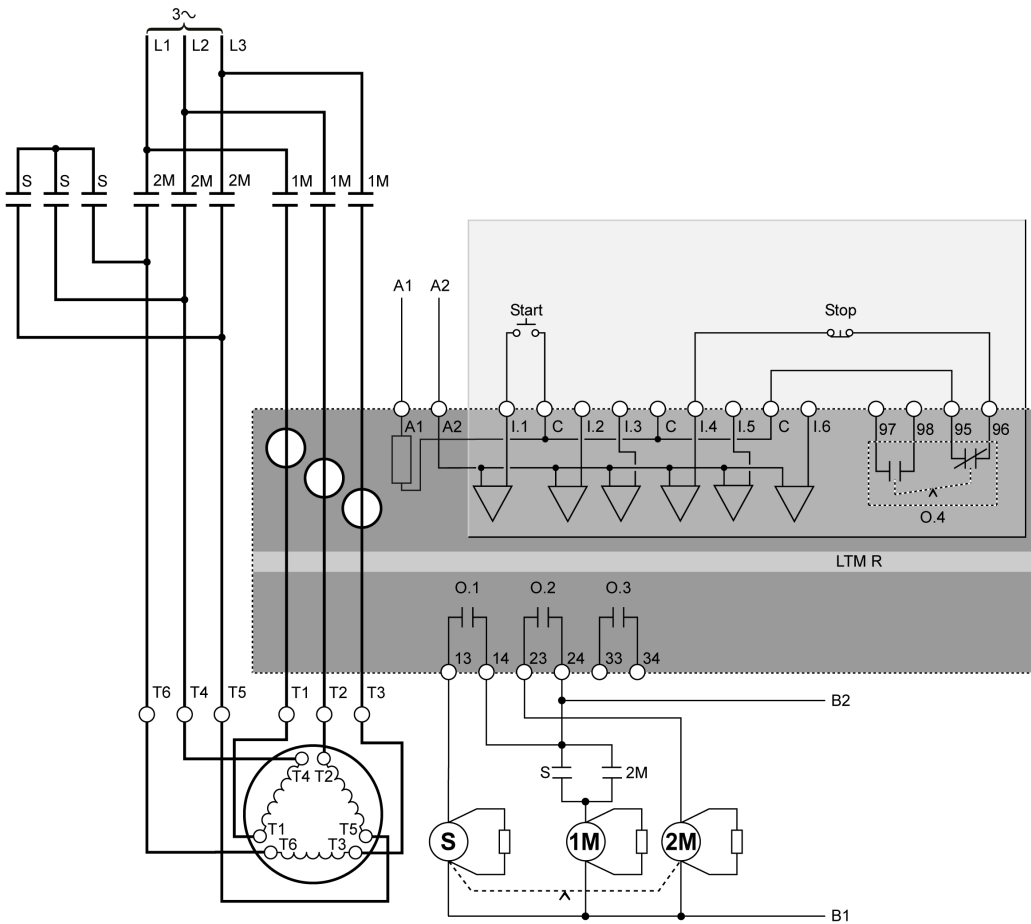 3~
L1 L2 L3
S S S 2M 2M 2M 1M 1M 1M
A1 A2
Start Stop
A1 A2 I.1 C I.2 I.3 C I.4 I.5 C I.6 97 98 95 96
O.4
LTM R
O.1 O.2 O.3
13 14 23 24 33 34
T6 T4 T5 T1 T2 T3
B2
T4 T2
S 2M
T1 T5
T6 T3
S 1M 2M
B1